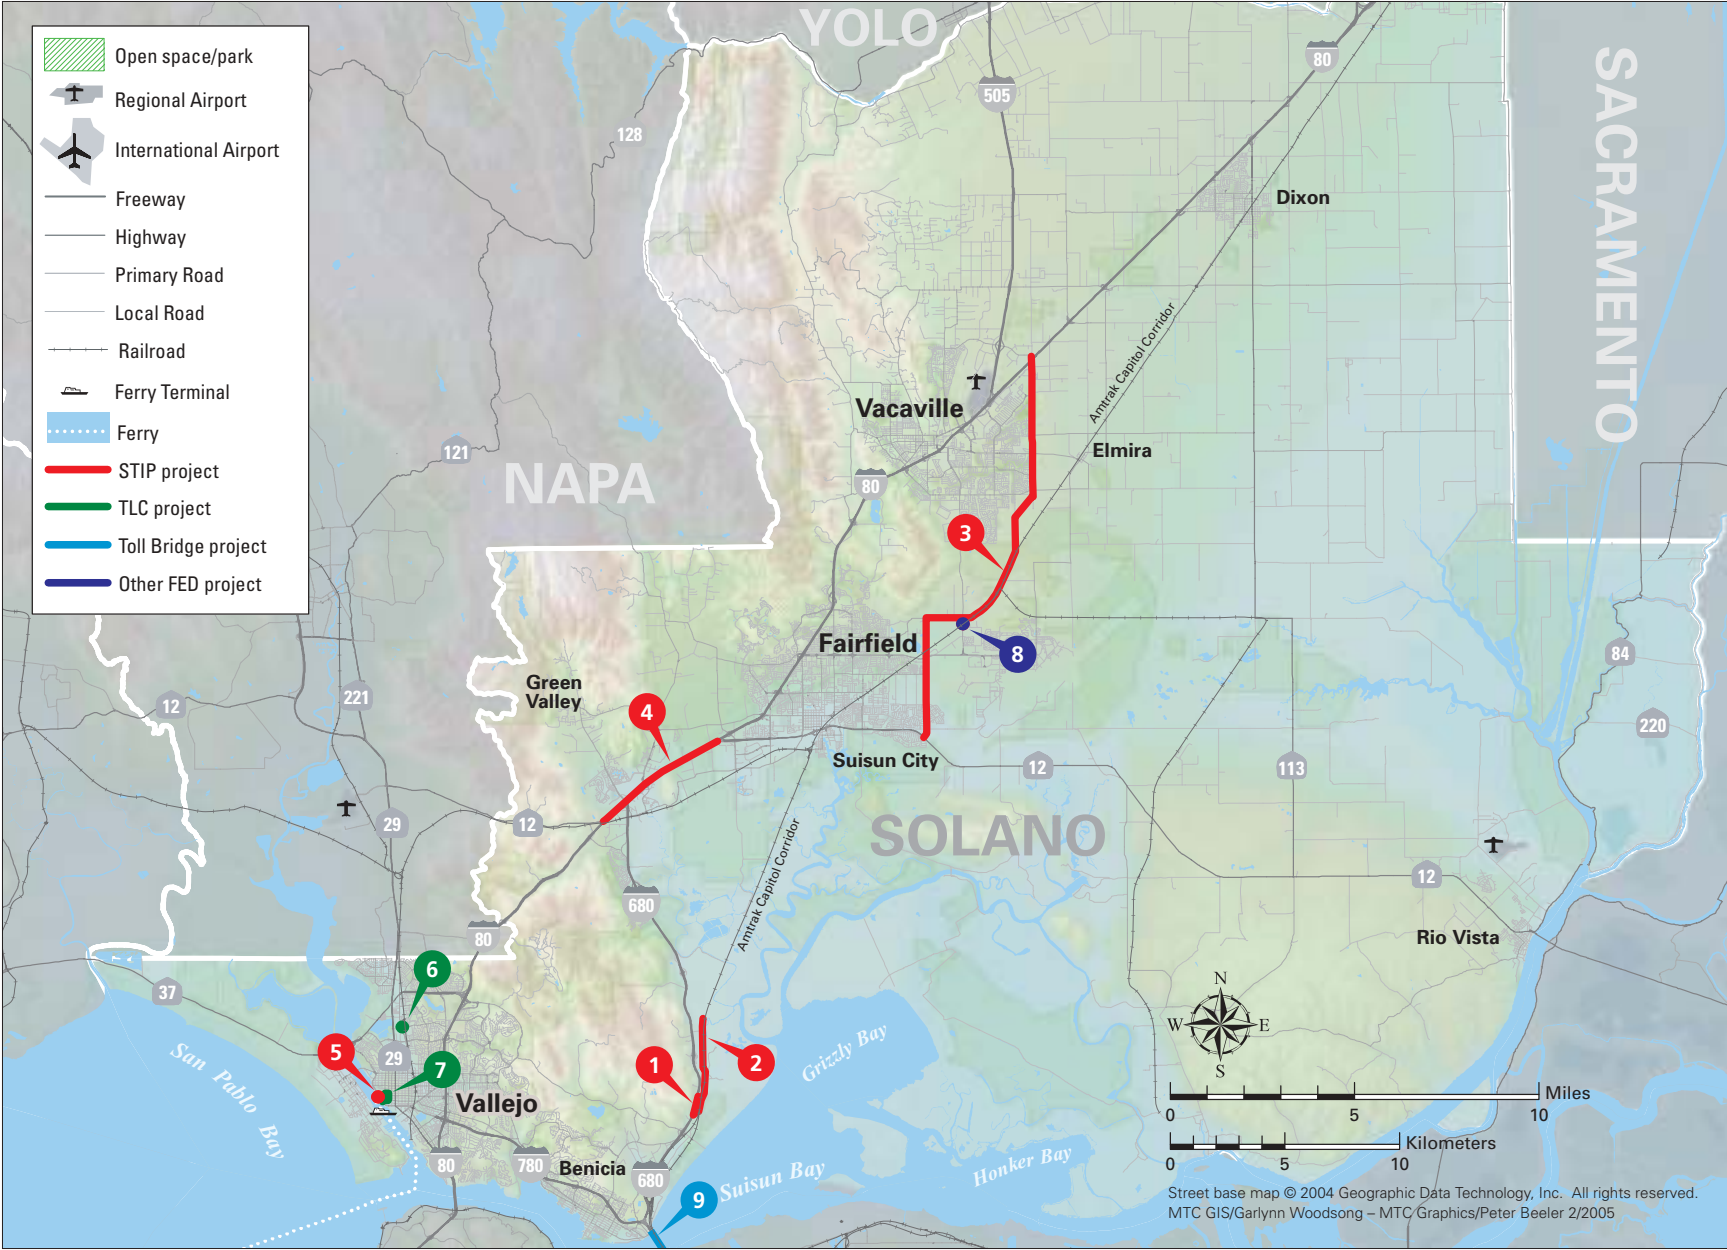 Open space/park
Regional Airport
International Airport
Freeway
Highway
Primary Road
Local Road
Railroad
Ferry Terminal
Ferry
STIP project
TLC project
Toll Bridge project
Other FED project
YOLO
SACRAMENTO
NAPA
SOLANO
80
505
128
Dixon
Amtrak Capitol Corridor
Vacaville
Elmira
121
80
3
Fairfield
8
Green
Valley
4
221
12
84
220
Suisun City
12
113
29
12
Amtrak Capitol Corridor
680
12
80
Rio Vista
6
37
N
W
E
S
San Pablo
Bay
5
29
7
Vallejo
1
2
Grizzly Bay
80
780
Benicia
680
9
Suisun Bay
Honker Bay
Miles
0
5
10
Kilometers
0
5
10
Street base map © 2004 Geographic Data Technology, Inc. All rights reserved.
MTC GIS/Garlynn Woodsong – MTC Graphics/Peter Beeler 2/2005